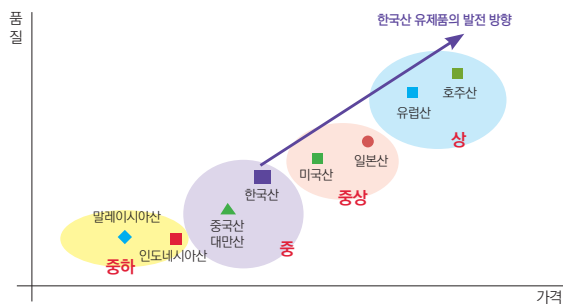 품
질
한국산 유제품의 발전 방향
호주산
유럽산
상
일본산
미국산
중상
한국산
중국산
대만산
중
말레이시아산
인도네시아산
중하
가격